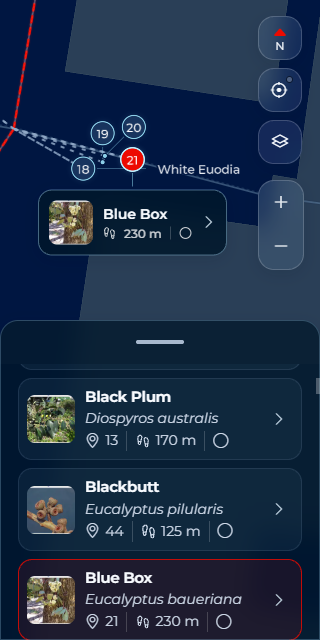 N
19
20
21
18
White Euodia
Blue Box
230 m
Black Plum
Diospyros australis
13
170 m
Blackbutt
Eucalyptus pilularis
44
125 m
Blue Box
Eucalyptus baueriana
21
230 m